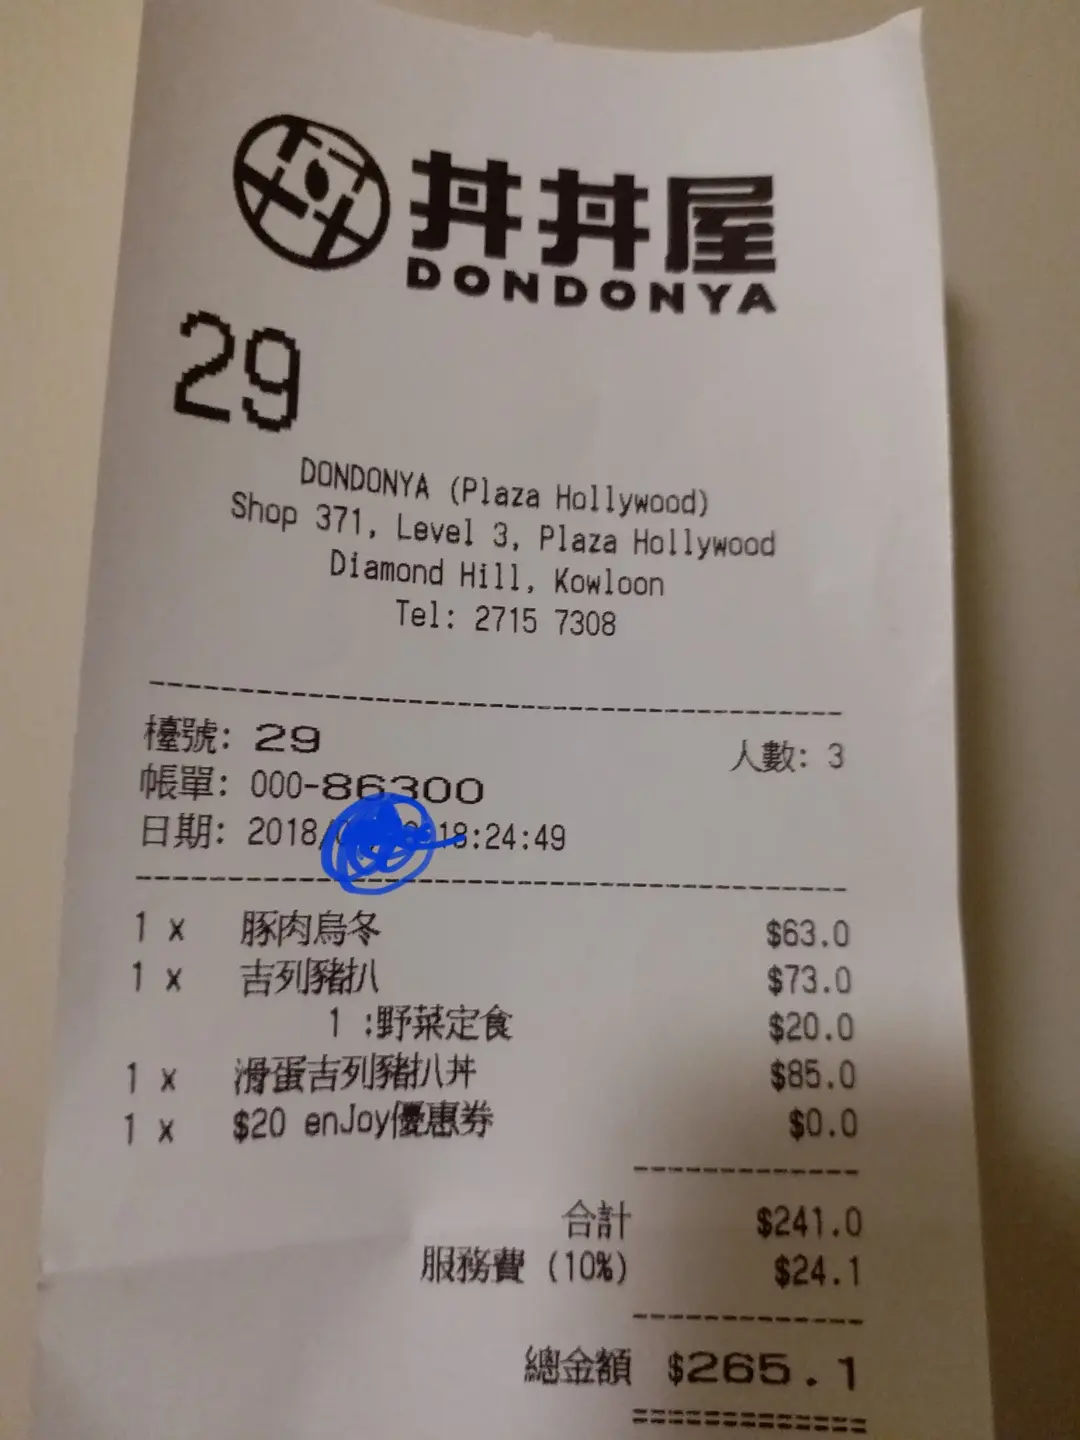 丼丼屋
DONDONYA
29
DONDONYA (Plaza Hollywood)
Shop 371, Level 3, Plaza Hollywood
Diamond Hill, Kowloon
Tel: 2715 7308
檯號: 29 人數: 3
帳單: 000-86300
日期: 2018/ 18:24:49
1 x 豚肉烏冬 $63.0
1 x 吉列豬扒 $73.0
1 :野菜定食 $20.0
1 x 滑蛋吉列豬扒丼 $85.0
1 x $20 enJoy優惠券 $0.0
合計 $241.0
服務費 (10%) $24.1
總金額 $265.1